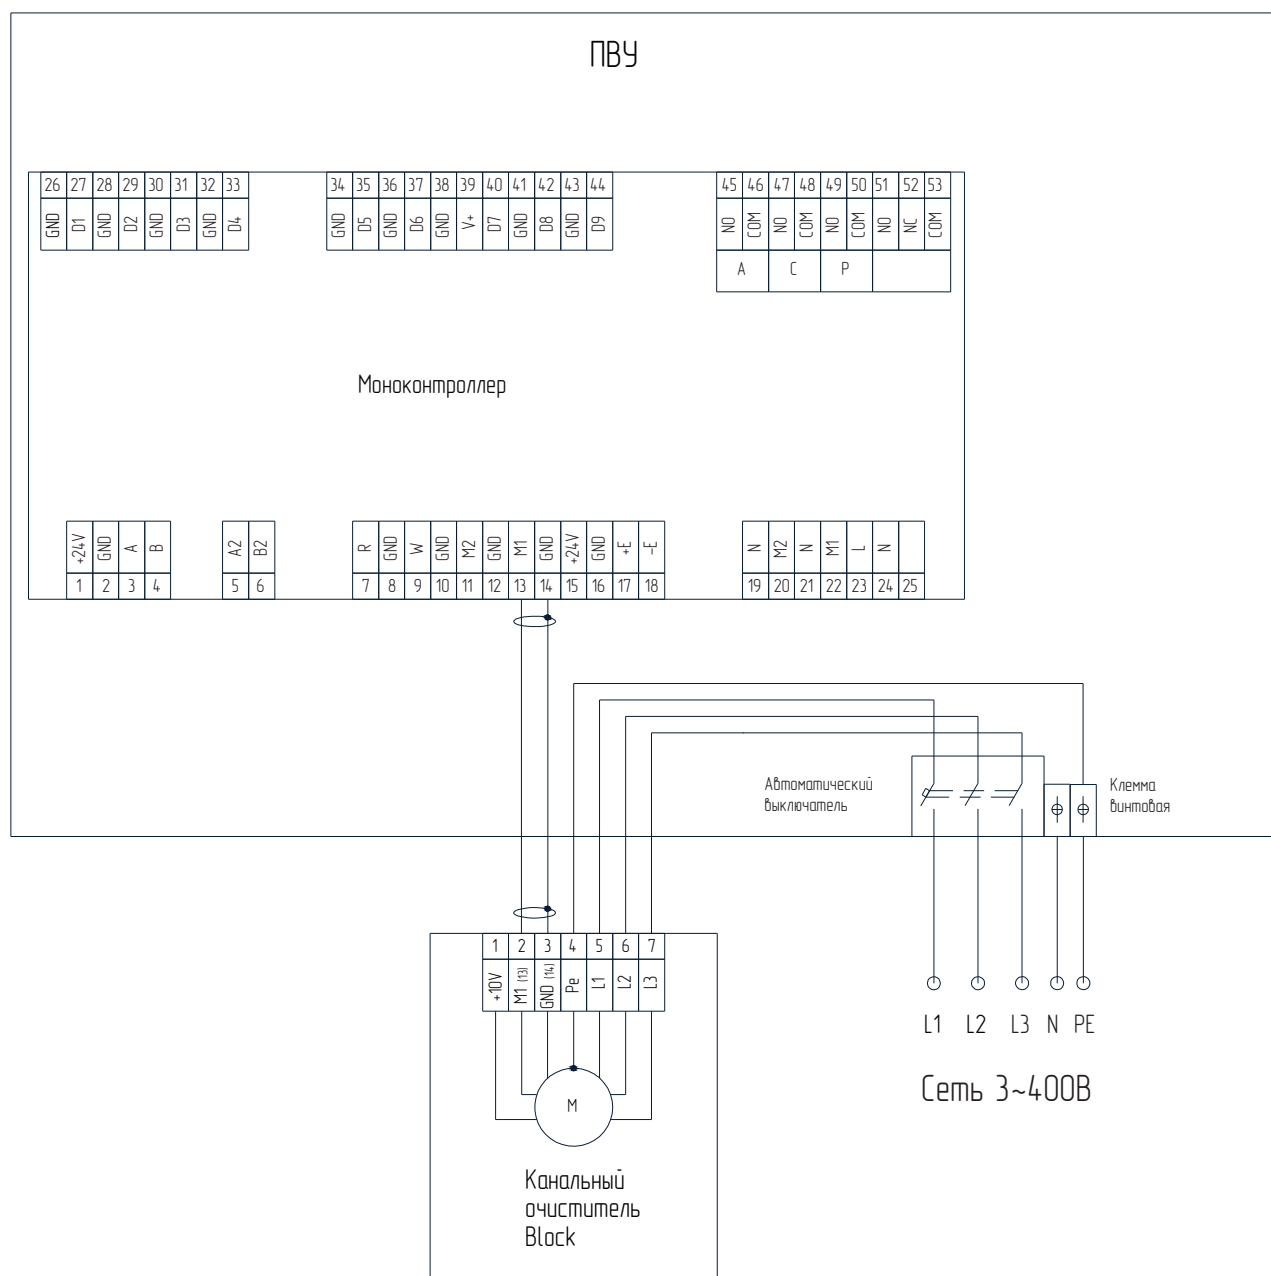 ПВУ
26 27 28 29 30 31 32 33 34 35 36 37 38 39 40 41 42 43 44 45 46 47 48 49 50 51 52 53
GND D1 GND D2 GND D3 GND D4 GND D5 GND D6 GND V+ D7 GND D8 GND D9 NO COM NO COM NO COM NO NC COM
A C P
Моноконтроллер
+24V GND A B A2 B2 R GND W GND M2 GND M1 GND +24V GND +E -E N M2 N M1 L N
1 2 3 4 5 6 7 8 9 10 11 12 13 14 15 16 17 18 19 20 21 22 23 24 25
Автоматический
выключатель
Клемма
винтовая
1 2 3 4 5 6 7
+10V M1 (13) GND (14) Pe L1 L2 L3
L1 L2 L3 N PE
Сеть 3~400В
M
Канальный
очиститель
Block